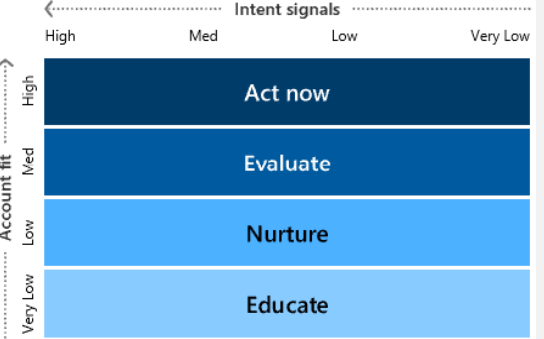 Intent signals
High Med Low Very Low
Account fit
High
Act now
Med
Evaluate
Low
Nurture
Very Low
Educate